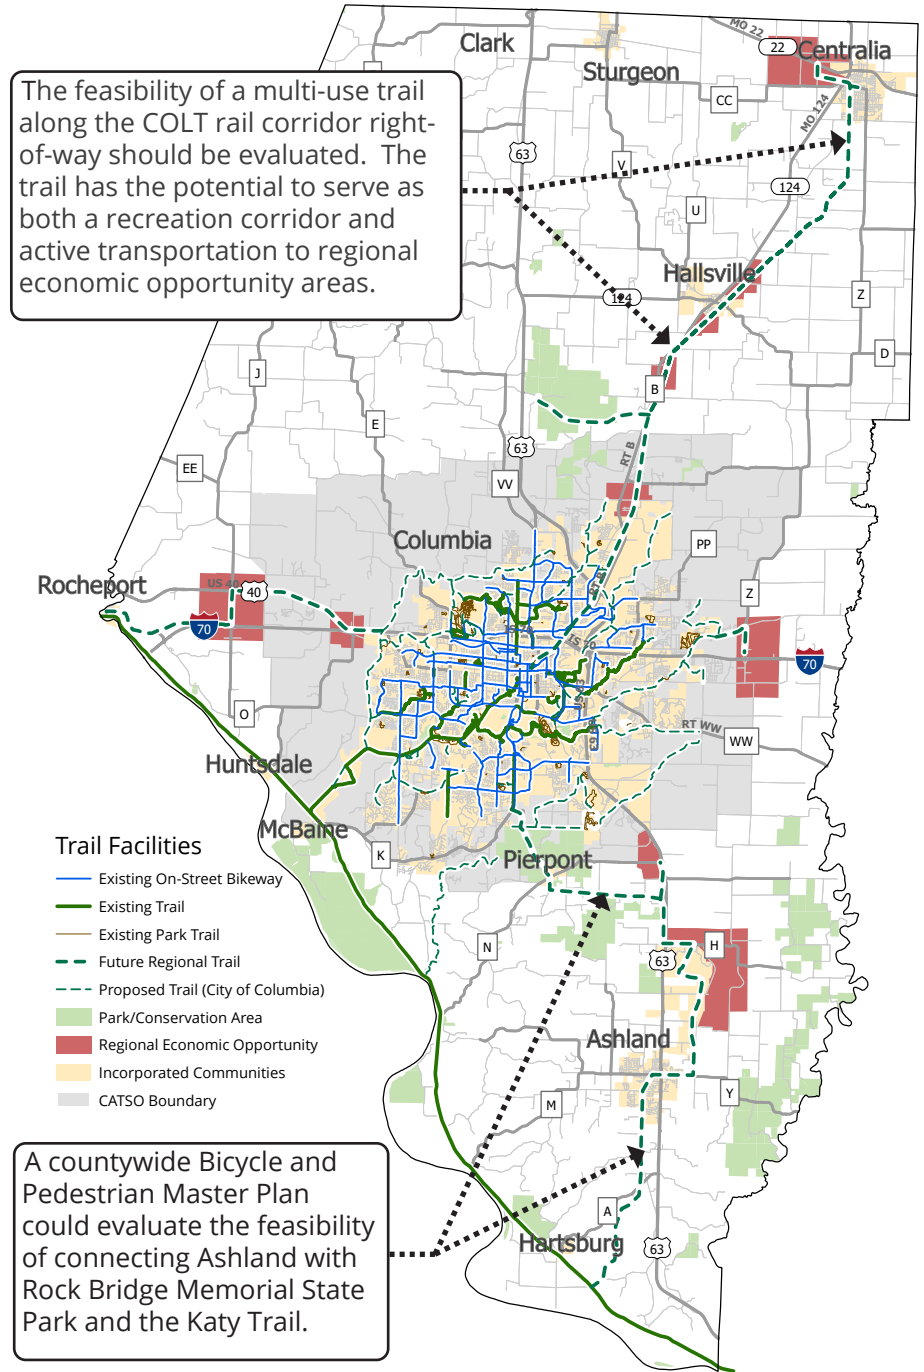 MO 22
Clark
22
Centralia
Sturgeon
The feasibility of a multi-use trail
along the COLT rail corridor right-
of-way should be evaluated. The
trail has the potential to serve as
both a recreation corridor and
active transportation to regional
economic opportunity areas.
CC
MO 124
63
V
124
U
Hallsville
124
Z
D
J
B
E
63
RT B
EE
VV
Columbia
PP
Rocheport
US 40
40
RT B
Z
70
IS 70
70
O
RT WW
WW
Huntsdale
McBaine
K
Pierpont
Trail Facilities
Existing On-Street Bikeway
Existing Trail
Existing Park Trail
Future Regional Trail
Proposed Trail (City of Columbia)
Park/Conservation Area
Regional Economic Opportunity
Incorporated Communities
CATSO Boundary
N
H
63
Ashland
Y
M
A countywide Bicycle and
Pedestrian Master Plan
could evaluate the feasibility
of connecting Ashland with
Rock Bridge Memorial State
Park and the Katy Trail.
A
Hartsburg
63